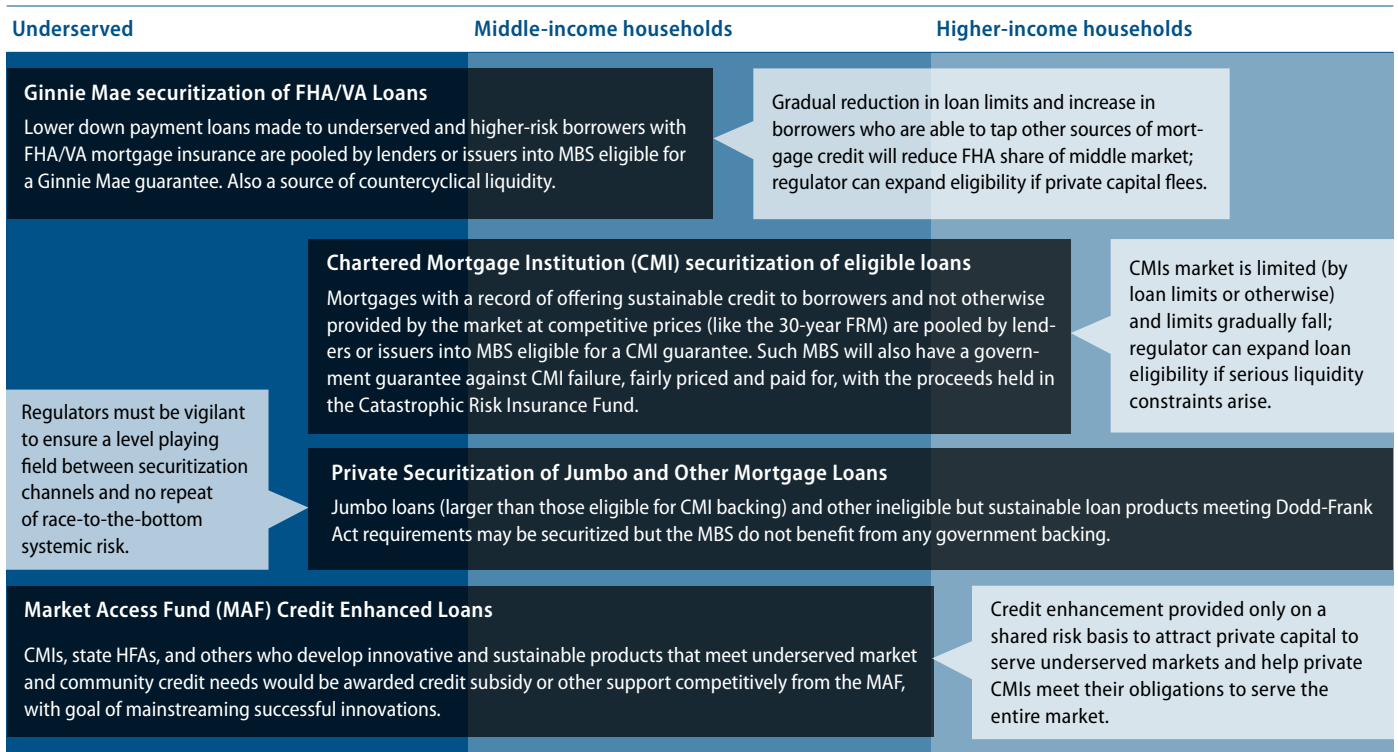 Underserved
Middle-income households
Higher-income households
Ginnie Mae securitization of FHA/VA Loans
Lower down payment loans made to underserved and higher-risk borrowers with
FHA/VA mortgage insurance are pooled by lenders or issuers into MBS eligible for
a Ginnie Mae guarantee. Also a source of countercyclical liquidity.
Gradual reduction in loan limits and increase in
borrowers who are able to tap other sources of mort-
gage credit will reduce FHA share of middle market;
regulator can expand eligibility if private capital flees.
Chartered Mortgage Institution (CMI) securitization of eligible loans
Mortgages with a record of offering sustainable credit to borrowers and not otherwise
provided by the market at competitive prices (like the 30-year FRM) are pooled by lend-
ers or issuers into MBS eligible for a CMI guarantee. Such MBS will also have a govern-
ment guarantee against CMI failure, fairly priced and paid for, with the proceeds held in
the Catastrophic Risk Insurance Fund.
CMIs market is limited (by
loan limits or otherwise)
and limits gradually fall;
regulator can expand loan
eligibility if serious liquidity
constraints arise.
Regulators must be vigilant
to ensure a level playing
field between securitization
channels and no repeat
of race-to-the-bottom
systemic risk.
Private Securitization of Jumbo and Other Mortgage Loans
Jumbo loans (larger than those eligible for CMI backing) and other ineligible but sustainable loan products meeting Dodd-Frank
Act requirements may be securitized but the MBS do not benefit from any government backing.
Market Access Fund (MAF) Credit Enhanced Loans
CMIs, state HFAs, and others who develop innovative and sustainable products that meet underserved market
and community credit needs would be awarded credit subsidy or other support competitively from the MAF,
with goal of mainstreaming successful innovations.
Credit enhancement provided only on a
shared risk basis to attract private capital to
serve underserved markets and help private
CMIs meet their obligations to serve the
entire market.